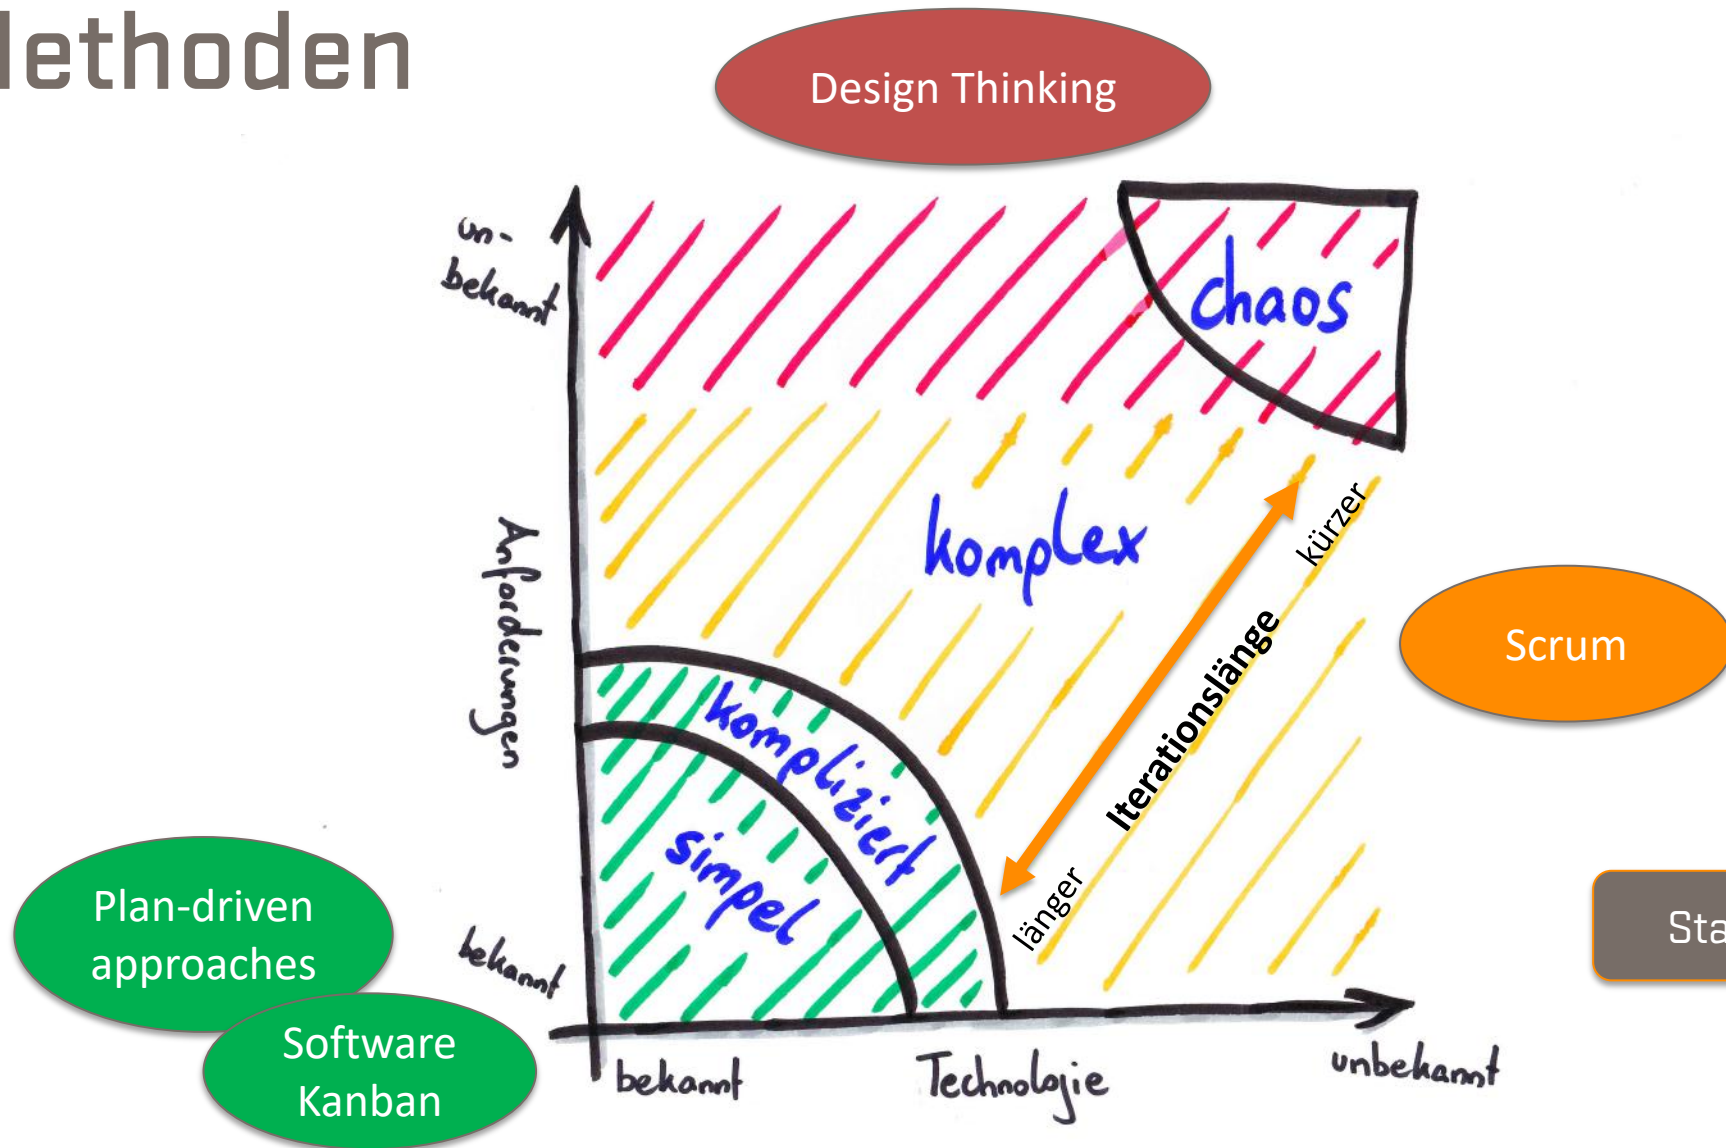 lethoden
Design Thinking
un-
bekannt
chaos
Anforderungen
komplex
kürzer
Iterationslänge
länger
Scrum
kompliziert
simpel
Plan-driven
approaches
Software
Kanban
bekannt
bekannt
Technologie
unbekannt
Sta